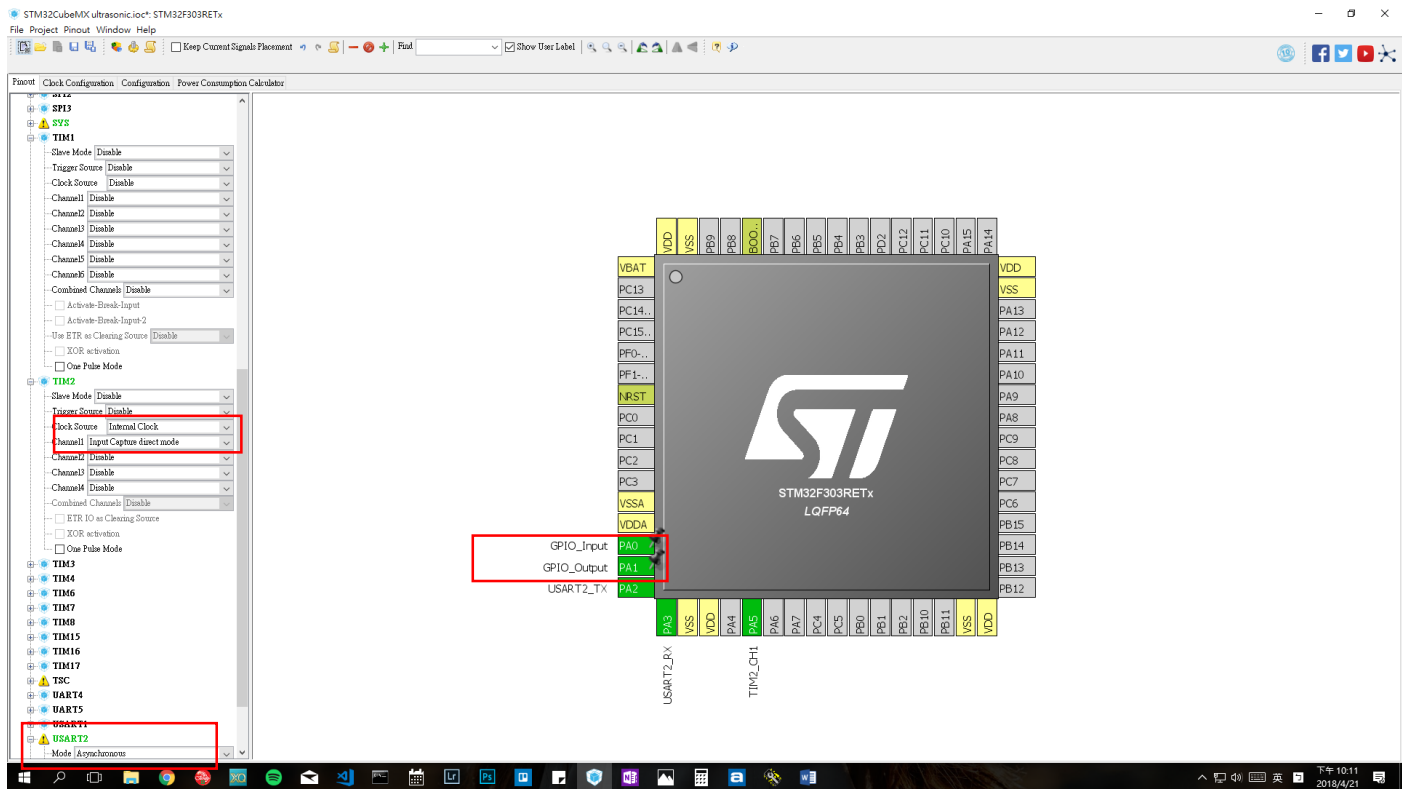 STM32CubeMX ultrasonic.ioc*: STM32F303RETx
File Project Pinout Window Help
Keep Current Signals Placement Find Show User Label
Pinout Clock Configuration Configuration Power Consumption Calculator
SPI2
SPI3
SYS
TIM1
Slave Mode Disable
Trigger Source Disable
Clock Source Disable
Channel1 Disable
Channel2 Disable
Channel3 Disable
Channel4 Disable
Channel5 Disable
Channel6 Disable
Combined Channels Disable
Activate-Break-Input
Activate-Break-Input-2
Use ETR as Clearing Source Disable
XOR activation
One Pulse Mode
TIM2
Slave Mode Disable
Trigger Source Disable
Clock Source Internal Clock
Channel1 Input Capture direct mode
Channel2 Disable
Channel3 Disable
Channel4 Disable
Combined Channels Disable
ETR IO as Clearing Source
XOR activation
One Pulse Mode
TIM3
TIM4
TIM6
TIM7
TIM8
TIM15
TIM16
TIM17
TSC
UART4
UART5
USART1
USART2
Mode Asynchronous
VDD VSS PB9 PB8 BOO.. PB7 PB6 PB5 PB4 PB3 PD2 PC12 PC11 PC10 PA15 PA14
VBAT
PC13
PC14..
PC15..
PF0-..
PF1-..
NRST
PC0
PC1
PC2
PC3
VSSA
VDDA
GPIO_Input PA0
GPIO_Output PA1
USART2_TX PA2
STM32F303RETx
LQFP64
VDD
VSS
PA13
PA12
PA11
PA10
PA9
PA8
PC9
PC8
PC7
PC6
PB15
PB14
PB13
PB12
PA3 VSS VDD PA4 PA5 PA6 PA7 PC4 PC5 PB0 PB1 PB2 PB10 PB11 VSS VDD
USART2_RX TIM2_CH1
Lr Ps
英
下午 10:11
2018/4/21